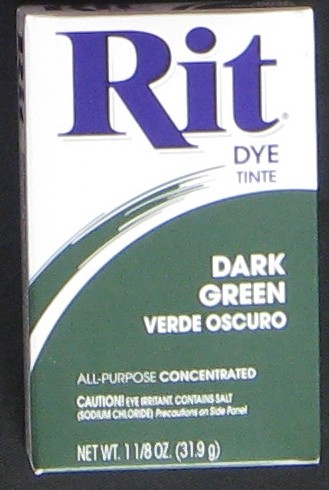 Rit®
DYE
TINTE
DARK
GREEN
VERDE OSCURO
ALL-PURPOSE CONCENTRATED
CAUTION! EYE IRRITANT. CONTAINS SALT
(SODIUM CHLORIDE) Precautions on Side Panel
NET WT. 1 1/8 OZ. (31.9 g)